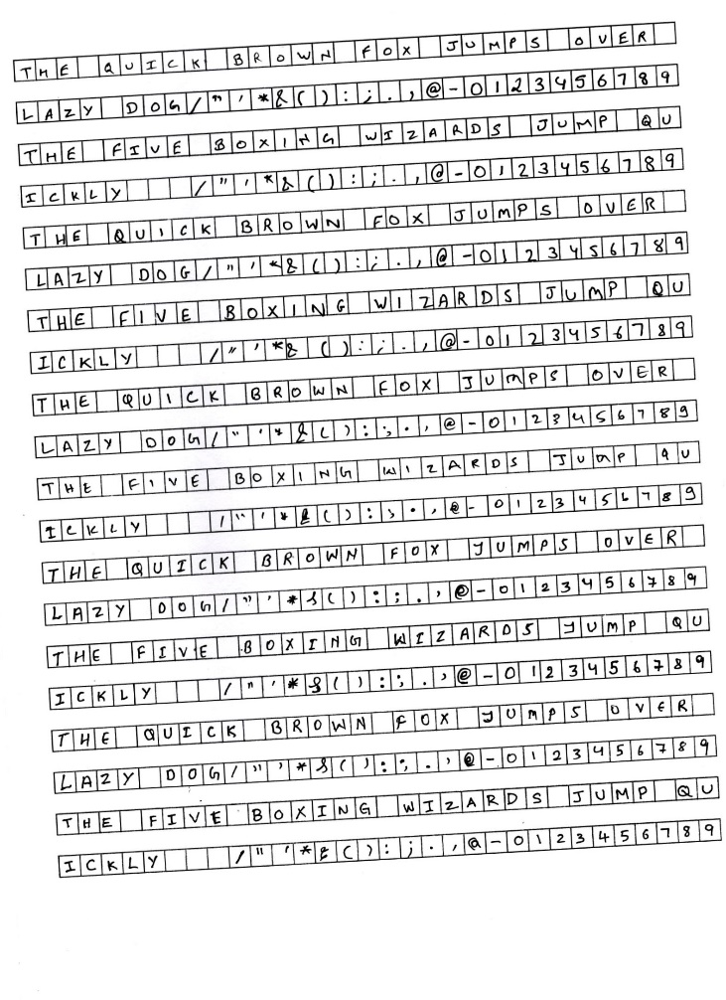 THE QUICK BROWN FOX JUMPS OVER
LAZY DOG/"'*&():;.,@-0123456789
THE FIVE BOXING WIZARDS JUMP QU
ICKLY /"'*&():;.,@-0123456789
THE QUICK BROWN FOX JUMPS OVER
LAZY DOG/"'*&():;.,@-0123456789
THE FIVE BOXING WIZARDS JUMP QU
ICKLY /"'*& ():;.,@-0123456789
THE QUICK BROWN FOX JUMPS OVER
LAZY DOG/"'*&():;.,@-0123456789
THE FIVE BOXING WIZARDS JUMP QU
ICKLY /"'*&():;.,@-0123456789
THE QUICK BROWN FOX JUMPS OVER
LAZY DOG/"'*&():;.,@-0123456789
THE FIVE BOXING WIZARDS JUMP QU
ICKLY /"'*&():;.,@-0123456789
THE QUICK BROWN FOX JUMPS OVER
LAZY DOG/"'*&():;.,@-0123456789
THE FIVE BOXING WIZARDS JUMP QU
ICKLY /"'*&():;.,@-0123456789